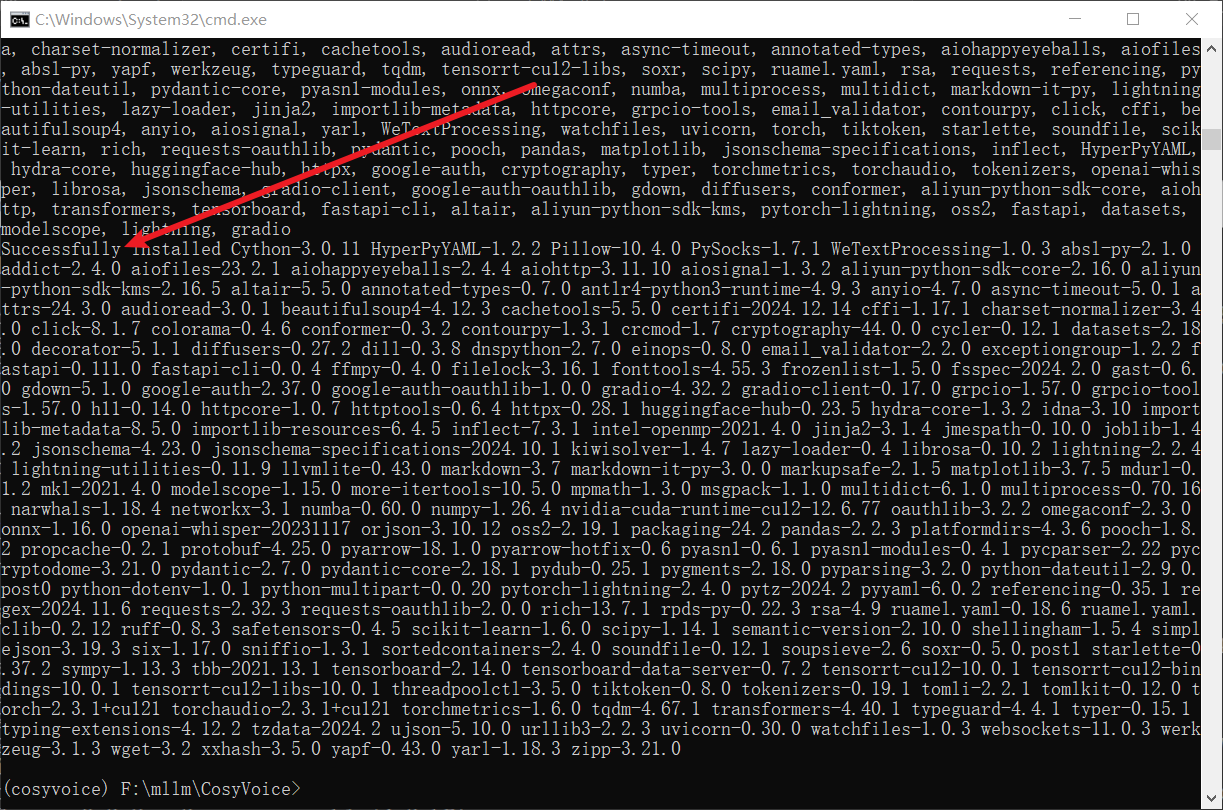 C:\Windows\System32\cmd.exe
a, charset-normalizer, certifi, cachetools, audioread, attrs, async-timeout, annotated-types, aiohappyeyeballs, aiofiles
, absl-py, yapf, werkzeug, typeguard, tqdm, tensorrt-cu12-libs, soxr, scipy, ruamel.yaml, rsa, requests, referencing, py
thon-dateutil, pydantic-core, pyasn1-modules, onnx, omegaconf, numba, multiprocess, multidict, markdown-it-py, lightning
-utilities, lazy-loader, jinja2, importlib-metadata, httpcore, grpcio-tools, email_validator, contourpy, click, cffi, be
autifulsoup4, anyio, aiosignal, yarl, WeTextProcessing, watchfiles, uvicorn, torch, tiktoken, starlette, soundfile, scik
it-learn, rich, requests-oauthlib, pydantic, pooch, pandas, matplotlib, jsonschema-specifications, inflect, HyperPyYAML,
hydra-core, huggingface-hub, httpx, google-auth, cryptography, typer, torchmetrics, torchaudio, tokenizers, openai-whis
per, librosa, jsonschema, gradio-client, google-auth-oauthlib, gdown, diffusers, conformer, aliyun-python-sdk-core, aioh
ttp, transformers, tensorboard, fastapi-cli, altair, aliyun-python-sdk-kms, pytorch-lightning, oss2, fastapi, datasets,
modelscope, lightning, gradio
Successfully installed Cython-3.0.11 HyperPyYAML-1.2.2 Pillow-10.4.0 PySocks-1.7.1 WeTextProcessing-1.0.3 absl-py-2.1.0
addict-2.4.0 aiofiles-23.2.1 aiohappyeyeballs-2.4.4 aiohttp-3.11.10 aiosignal-1.3.2 aliyun-python-sdk-core-2.16.0 aliyun
-python-sdk-kms-2.16.5 altair-5.5.0 annotated-types-0.7.0 antlr4-python3-runtime-4.9.3 anyio-4.7.0 async-timeout-5.0.1 a
ttrs-24.3.0 audioread-3.0.1 beautifulsoup4-4.12.3 cachetools-5.5.0 certifi-2024.12.14 cffi-1.17.1 charset-normalizer-3.4
.0 click-8.1.7 colorama-0.4.6 conformer-0.3.2 contourpy-1.3.1 crcmod-1.7 cryptography-44.0.0 cycler-0.12.1 datasets-2.18
.0 decorator-5.1.1 diffusers-0.27.2 dill-0.3.8 dnspython-2.7.0 einops-0.8.0 email_validator-2.2.0 exceptiongroup-1.2.2 f
astapi-0.111.0 fastapi-cli-0.0.4 ffmpy-0.4.0 filelock-3.16.1 fonttools-4.55.3 frozenlist-1.5.0 fsspec-2024.2.0 gast-0.6.
0 gdown-5.1.0 google-auth-2.37.0 google-auth-oauthlib-1.0.0 gradio-4.32.2 gradio-client-0.17.0 grpcio-1.57.0 grpcio-tool
s-1.57.0 h11-0.14.0 httpcore-1.0.7 httptools-0.6.4 httpx-0.28.1 huggingface-hub-0.23.5 hydra-core-1.3.2 idna-3.10 import
lib-metadata-8.5.0 importlib-resources-6.4.5 inflect-7.3.1 intel-openmp-2021.4.0 jinja2-3.1.4 jmespath-0.10.0 joblib-1.4
.2 jsonschema-4.23.0 jsonschema-specifications-2024.10.1 kiwisolver-1.4.7 lazy-loader-0.4 librosa-0.10.2 lightning-2.2.4
lightning-utilities-0.11.9 llvmlite-0.43.0 markdown-3.7 markdown-it-py-3.0.0 markupsafe-2.1.5 matplotlib-3.7.5 mdurl-0.
1.2 mkl-2021.4.0 modelscope-1.15.0 more-itertools-10.5.0 mpmath-1.3.0 msgpack-1.1.0 multidict-6.1.0 multiprocess-0.70.16
narwhals-1.18.4 networkx-3.1 numba-0.60.0 numpy-1.26.4 nvidia-cuda-runtime-cu12-12.6.77 oauthlib-3.2.2 omegaconf-2.3.0
onnx-1.16.0 openai-whisper-20231117 orjson-3.10.12 oss2-2.19.1 packaging-24.2 pandas-2.2.3 platformdirs-4.3.6 pooch-1.8.
2 propcache-0.2.1 protobuf-4.25.0 pyarrow-18.1.0 pyarrow-hotfix-0.6 pyasn1-0.6.1 pyasn1-modules-0.4.1 pycparser-2.22 pyc
ryptodome-3.21.0 pydantic-2.7.0 pydantic-core-2.18.1 pydub-0.25.1 pygments-2.18.0 pyparsing-3.2.0 python-dateutil-2.9.0.
post0 python-dotenv-1.0.1 python-multipart-0.0.20 pytorch-lightning-2.4.0 pytz-2024.2 pyyaml-6.0.2 referencing-0.35.1 re
gex-2024.11.6 requests-2.32.3 requests-oauthlib-2.0.0 rich-13.7.1 rpds-py-0.22.3 rsa-4.9 ruamel.yaml-0.18.6 ruamel.yaml.
clib-0.2.12 ruff-0.8.3 safetensors-0.4.5 scikit-learn-1.6.0 scipy-1.14.1 semantic-version-2.10.0 shellingham-1.5.4 simpl
ejson-3.19.3 six-1.17.0 sniffio-1.3.1 sortedcontainers-2.4.0 soundfile-0.12.1 soupsieve-2.6 soxr-0.5.0.post1 starlette-0
.37.2 sympy-1.13.3 tbb-2021.13.1 tensorboard-2.14.0 tensorboard-data-server-0.7.2 tensorrt-cu12-10.0.1 tensorrt-cu12-bin
dings-10.0.1 tensorrt-cu12-libs-10.0.1 threadpoolctl-3.5.0 tiktoken-0.8.0 tokenizers-0.19.1 tomli-2.2.1 tomlkit-0.12.0 t
orch-2.3.1+cu121 torchaudio-2.3.1+cu121 torchmetrics-1.6.0 tqdm-4.67.1 transformers-4.40.1 typeguard-4.4.1 typer-0.15.1
typing-extensions-4.12.2 tzdata-2024.2 ujson-5.10.0 urllib3-2.2.3 uvicorn-0.30.0 watchfiles-1.0.3 websockets-11.0.3 werk
zeug-3.1.3 wget-3.2 xxhash-3.5.0 yapf-0.43.0 yarl-1.18.3 zipp-3.21.0
(cosyvoice) F:\mllm\CosyVoice>